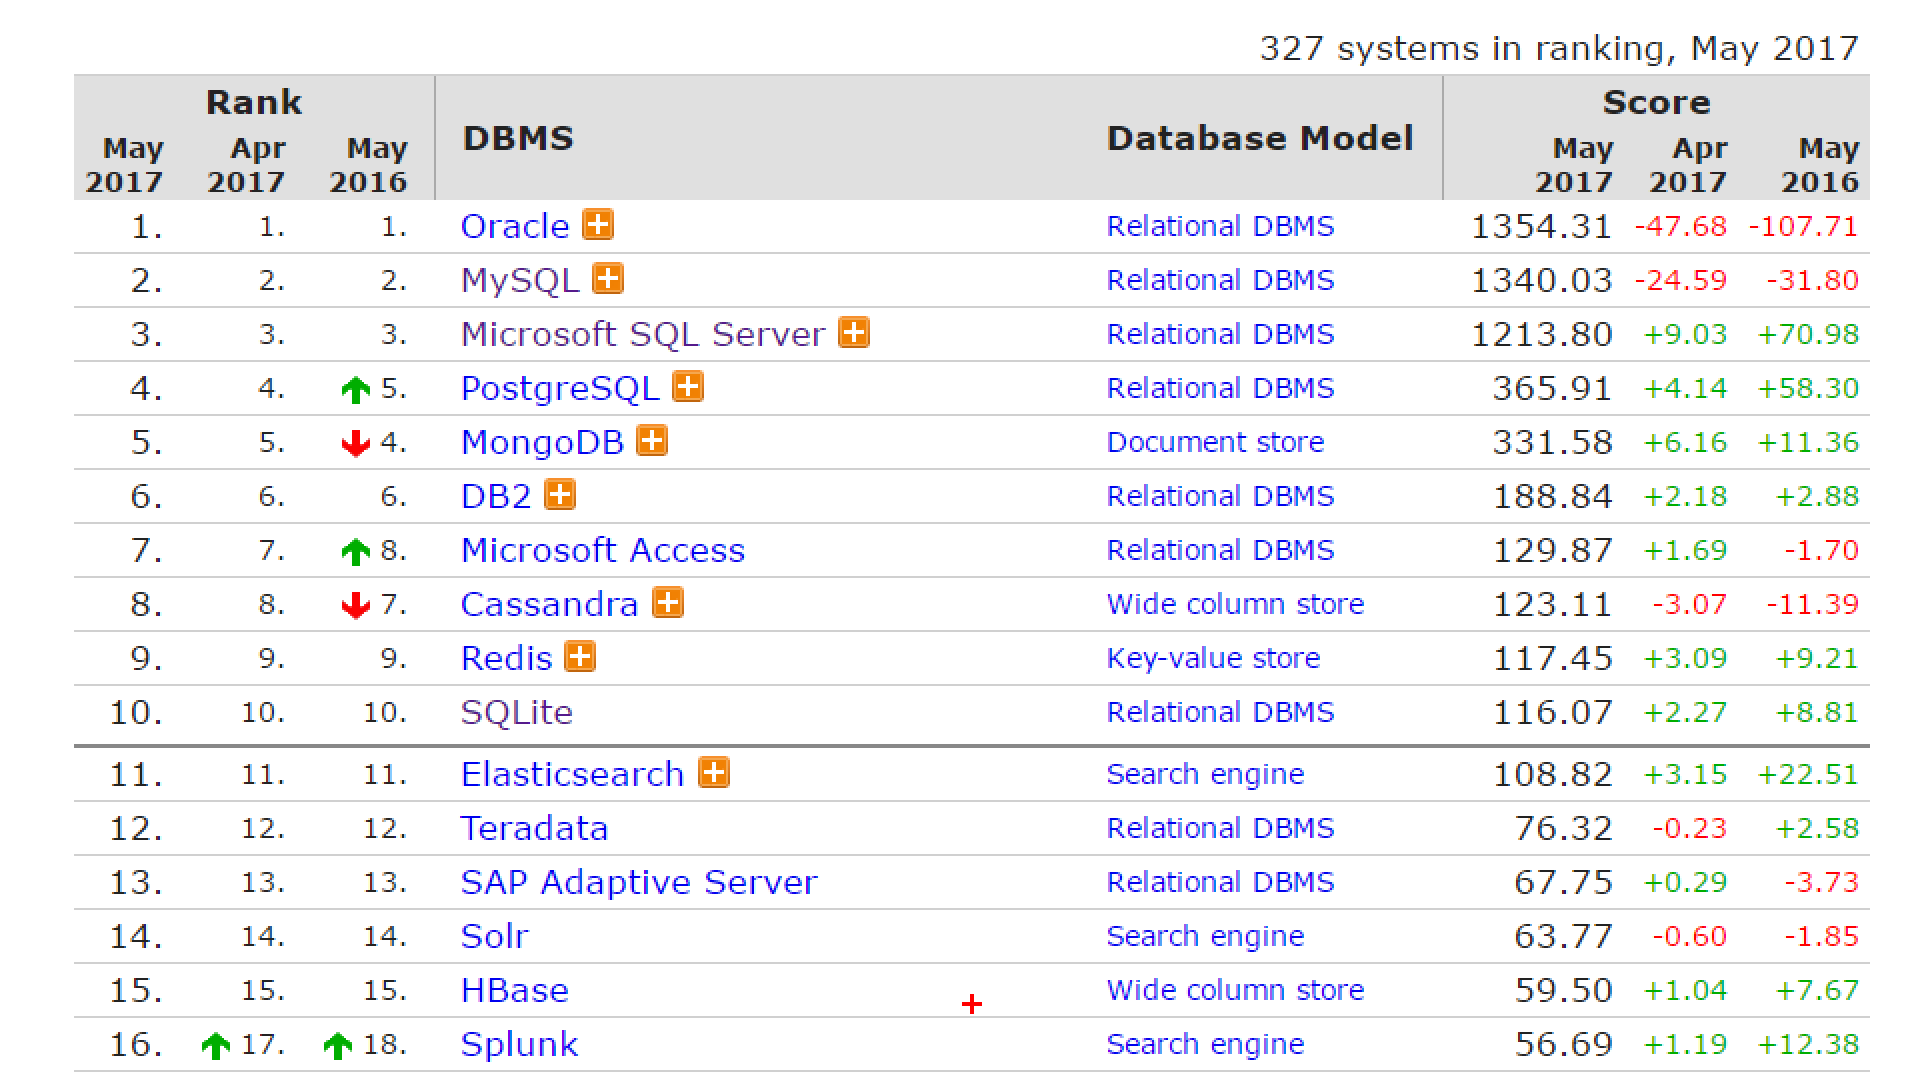 327 systems in ranking, May 2017
Rank DBMS Database Model Score
May 2017 Apr 2017 May 2016 May 2017 Apr 2017 May 2016
1. 1. 1. Oracle Relational DBMS 1354.31 -47.68 -107.71
2. 2. 2. MySQL Relational DBMS 1340.03 -24.59 -31.80
3. 3. 3. Microsoft SQL Server Relational DBMS 1213.80 +9.03 +70.98
4. 4. 5. PostgreSQL Relational DBMS 365.91 +4.14 +58.30
5. 5. 4. MongoDB Document store 331.58 +6.16 +11.36
6. 6. 6. DB2 Relational DBMS 188.84 +2.18 +2.88
7. 7. 8. Microsoft Access Relational DBMS 129.87 +1.69 -1.70
8. 8. 7. Cassandra Wide column store 123.11 -3.07 -11.39
9. 9. 9. Redis Key-value store 117.45 +3.09 +9.21
10. 10. 10. SQLite Relational DBMS 116.07 +2.27 +8.81
11. 11. 11. Elasticsearch Search engine 108.82 +3.15 +22.51
12. 12. 12. Teradata Relational DBMS 76.32 -0.23 +2.58
13. 13. 13. SAP Adaptive Server Relational DBMS 67.75 +0.29 -3.73
14. 14. 14. Solr Search engine 63.77 -0.60 -1.85
15. 15. 15. HBase Wide column store 59.50 +1.04 +7.67
16. 17. 18. Splunk Search engine 56.69 +1.19 +12.38